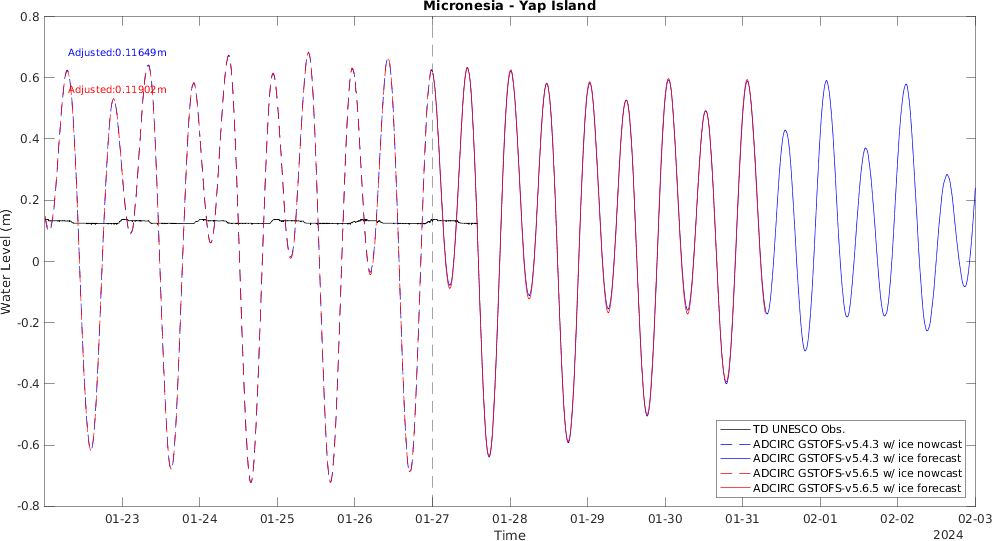 Micronesia - Yap Island
Adjusted:0.11649m
Adjusted:0.11902m
Water Level (m)
0.8
0.6
0.4
0.2
0
-0.2
-0.4
-0.6
-0.8
TD UNESCO Obs.
ADCIRC GSTOFS-v5.4.3 w/ ice nowcast
ADCIRC GSTOFS-v5.4.3 w/ ice forecast
ADCIRC GSTOFS-v5.6.5 w/ ice nowcast
ADCIRC GSTOFS-v5.6.5 w/ ice forecast
01-23 01-24 01-25 01-26 01-27 01-28 01-29 01-30 01-31 02-01 02-02 02-03
Time
2024